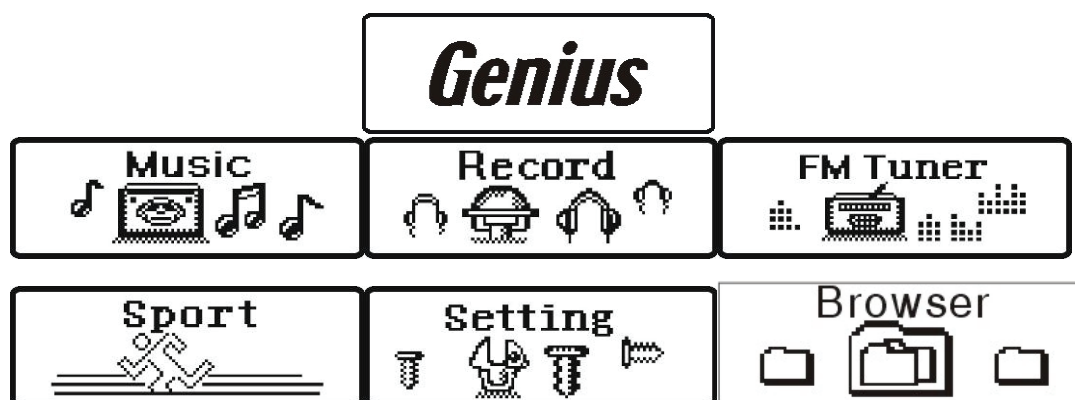 Genius
Music
Record
FM Tuner
Sport
Setting
Browser